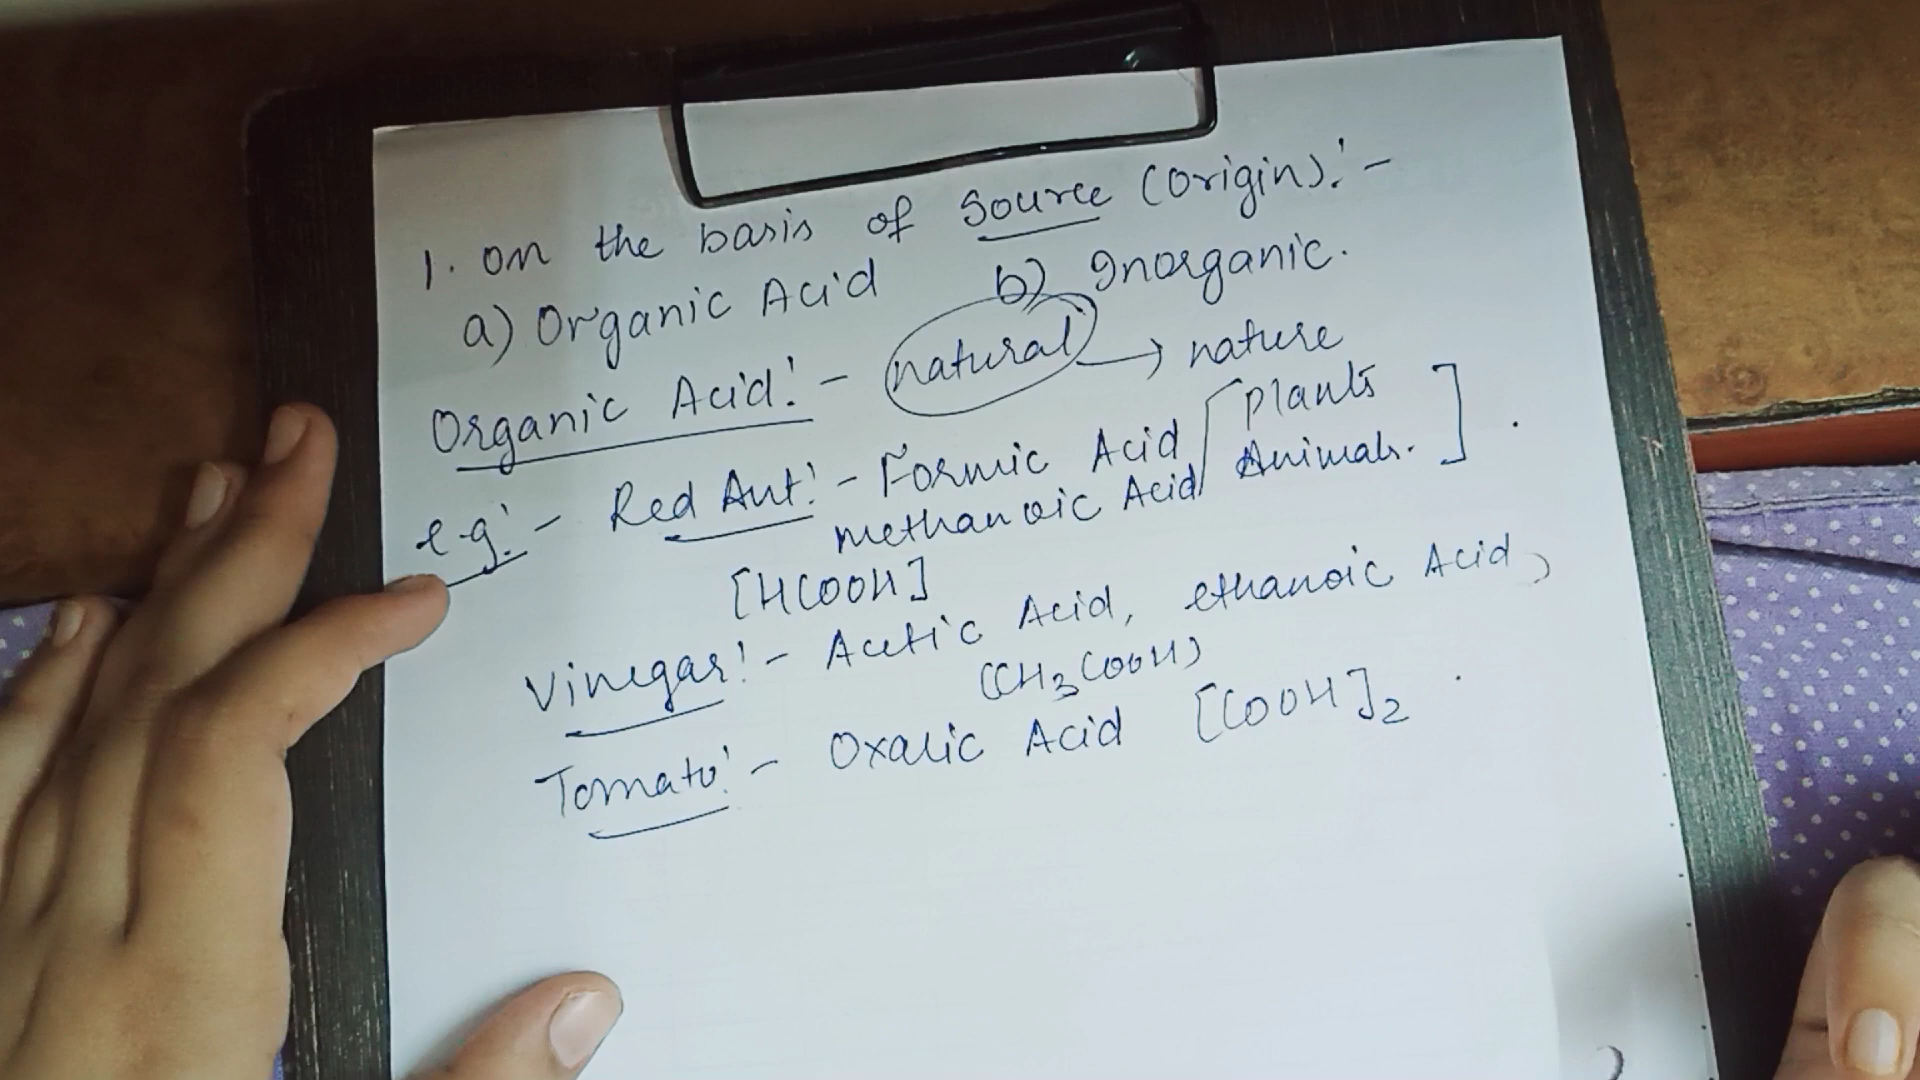 1. on the basis of Source (origin):-
a) Organic Acid b) Inorganic.
Organic Acid:- natural → nature
[Plants
Animals.]
e.g:- Red Ant:- Formic Acid
methanoic Acid
[HCOOH]
Vinegar:- Acetic Acid, ethanoic Acid,
(CH3COOH)
Tomato:- Oxalic Acid [COOH]2